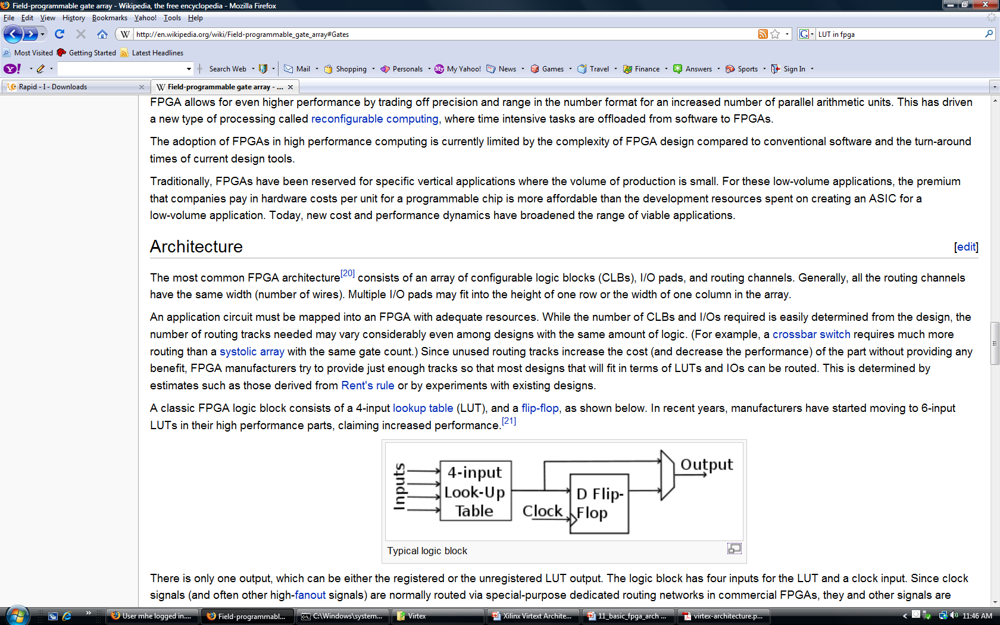 Field-programmable gate array - Wikipedia, the free encyclopedia - Mozilla Firefox
File Edit View History Bookmarks Yahoo! Tools Help
W http://en.wikipedia.org/wiki/Field-programmable_gate_array#Gates G LUT in fpga
Most Visited Getting Started Latest Headlines
Y! Search Web Mail Shopping Personals My Yahoo! News Games Travel Finance Answers Sports Sign In
Rapid - I - Downloads W Field-programmable gate array - ...
FPGA allows for even higher performance by trading off precision and range in the number format for an increased number of parallel arithmetic units. This has driven
a new type of processing called reconfigurable computing, where time intensive tasks are offloaded from software to FPGAs.
The adoption of FPGAs in high performance computing is currently limited by the complexity of FPGA design compared to conventional software and the turn-around
times of current design tools.
Traditionally, FPGAs have been reserved for specific vertical applications where the volume of production is small. For these low-volume applications, the premium
that companies pay in hardware costs per unit for a programmable chip is more affordable than the development resources spent on creating an ASIC for a
low-volume application. Today, new cost and performance dynamics have broadened the range of viable applications.
Architecture [edit]
The most common FPGA architecture[20] consists of an array of configurable logic blocks (CLBs), I/O pads, and routing channels. Generally, all the routing channels
have the same width (number of wires). Multiple I/O pads may fit into the height of one row or the width of one column in the array.
An application circuit must be mapped into an FPGA with adequate resources. While the number of CLBs and I/Os required is easily determined from the design, the
number of routing tracks needed may vary considerably even among designs with the same amount of logic. (For example, a crossbar switch requires much more
routing than a systolic array with the same gate count.) Since unused routing tracks increase the cost (and decrease the performance) of the part without providing any
benefit, FPGA manufacturers try to provide just enough tracks so that most designs that will fit in terms of LUTs and IOs can be routed. This is determined by
estimates such as those derived from Rent's rule or by experiments with existing designs.
A classic FPGA logic block consists of a 4-input lookup table (LUT), and a flip-flop, as shown below. In recent years, manufacturers have started moving to 6-input
LUTs in their high performance parts, claiming increased performance.[21]
Inputs
4-input
Look-Up
Table
Clock
D Flip-
Flop
Output
Typical logic block
There is only one output, which can be either the registered or the unregistered LUT output. The logic block has four inputs for the LUT and a clock input. Since clock
signals (and often other high-fanout signals) are normally routed via special-purpose dedicated routing networks in commercial FPGAs, they and other signals are
User mhe logged in.... Field-programmabl... C:\Windows\system... Virtex Xilinx Virtext Archite... 11_basic_fpga_arch ... virtex-architecture.p... 11:46 AM